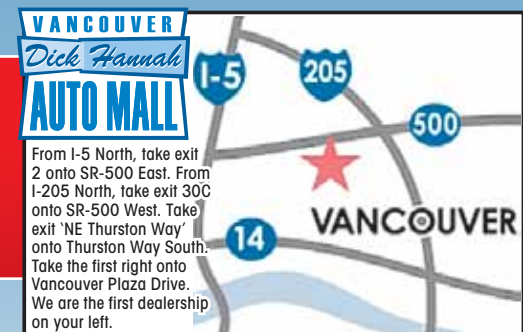 VANCOUVER
Dick Hannah
AUTO MALL
From I-5 North, take exit
2 onto SR-500 East. From
I-205 North, take exit 30C
onto SR-500 West. Take
exit ‘NE Thurston Way’
onto Thurston Way South.
Take the first right onto
Vancouver Plaza Drive.
We are the first dealership
on your left.
I-5
205
500
VANCOUVER
14